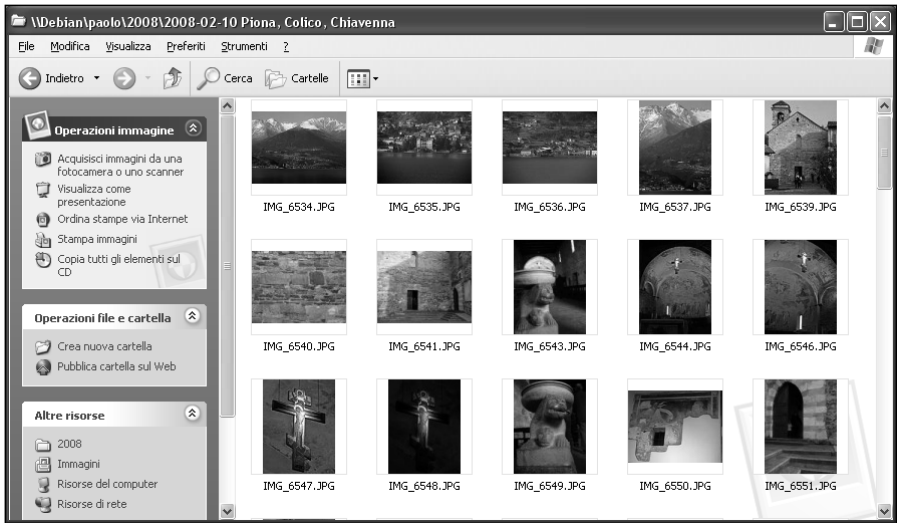 \\Debian\paolo\2008\2008-02-10 Piona, Colico, Chiavenna
File Modifica Visualizza Preferiti Strumenti ?
Indietro Cerca Cartelle
Operazioni immagine
Acquisisci immagini da una
fotocamera o uno scanner
Visualizza come
presentazione
Ordina stampe via Internet
Stampa immagini
Copia tutti gli elementi sul
CD
Operazioni file e cartella
Crea nuova cartella
Pubblica cartella sul Web
Altre risorse
2008
Immagini
Risorse del computer
Risorse di rete
IMG_6534.JPG IMG_6535.JPG IMG_6536.JPG IMG_6537.JPG IMG_6539.JPG
IMG_6540.JPG IMG_6541.JPG IMG_6543.JPG IMG_6544.JPG IMG_6546.JPG
IMG_6547.JPG IMG_6548.JPG IMG_6549.JPG IMG_6550.JPG IMG_6551.JPG